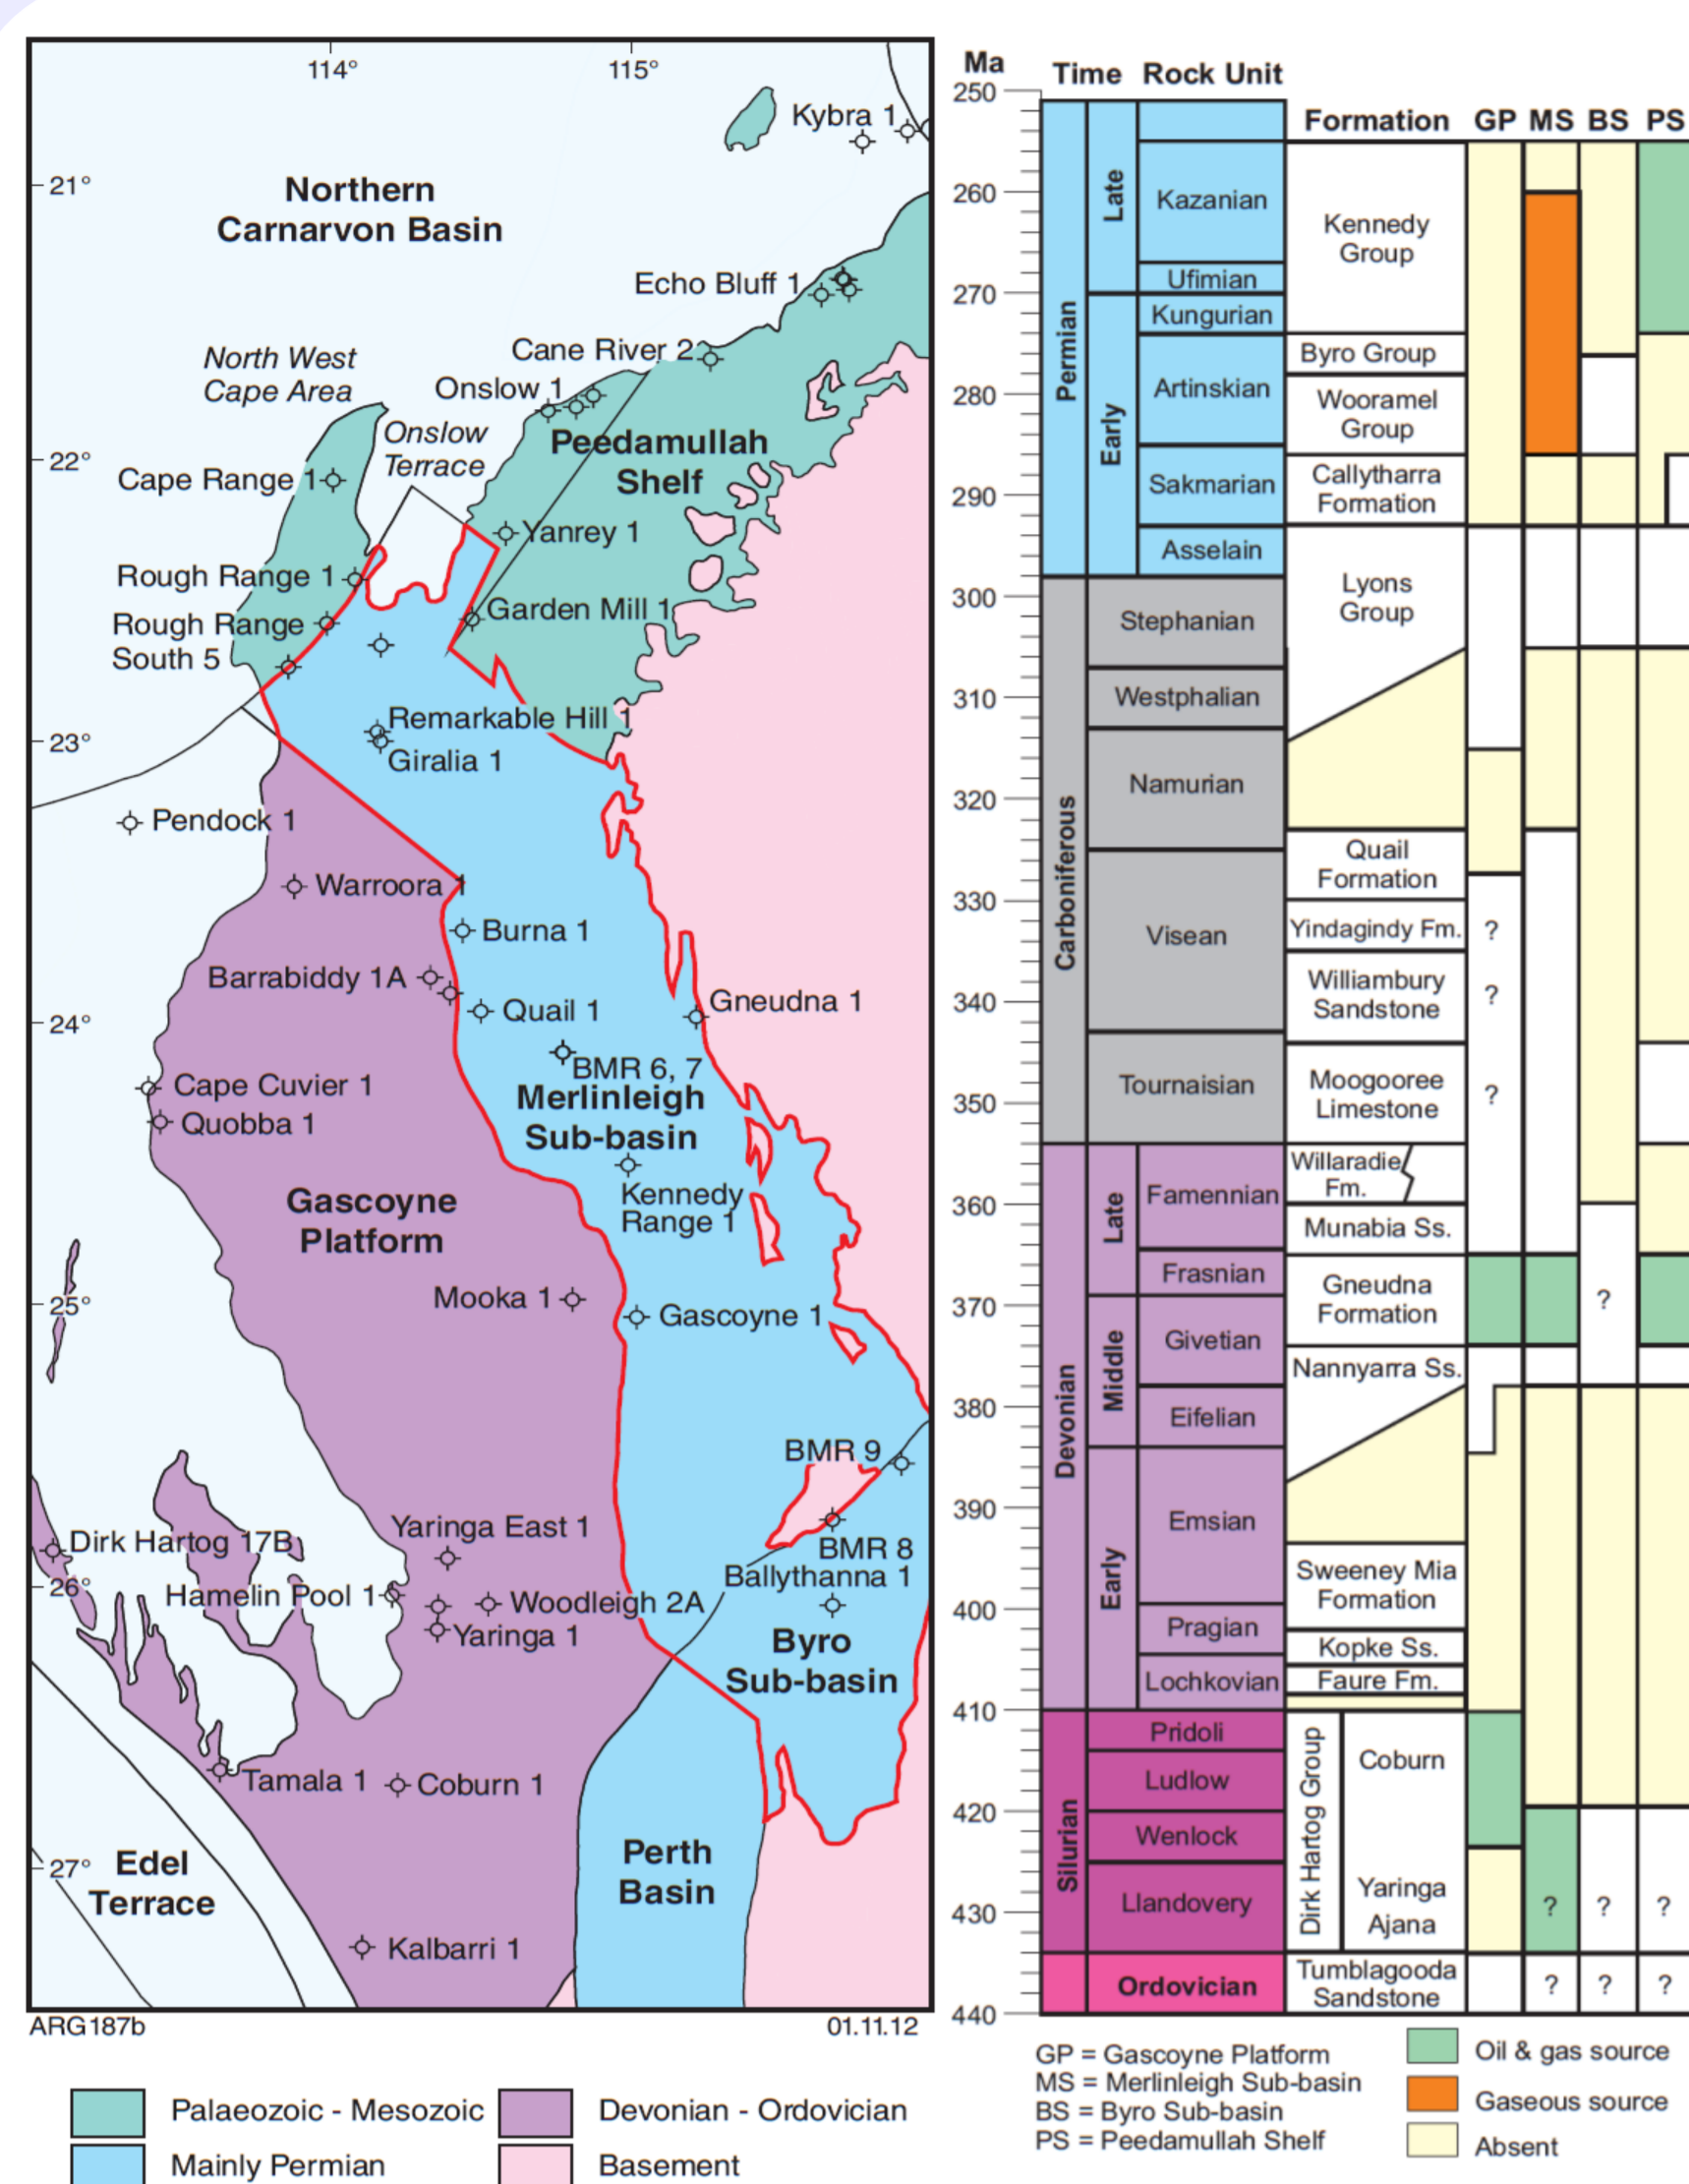 114°
115°
Kybra 1
21°
Northern
Carnarvon Basin
Echo Bluff 1
Cane River 2
North West
Cape Area
Onslow 1
Onslow
Terrace
Peedamullah
Shelf
22°
Cape Range 1
Yanrey 1
Rough Range 1
Garden Mill 1
Rough Range
South 5
Remarkable Hill 1
23°
Giralia 1
Pendock 1
Warroora 1
Burna 1
Barrabiddy 1A
Quail 1
Gneudna 1
24°
BMR 6, 7
Cape Cuvier 1
Merlinleigh
Sub-basin
Quobba 1
Kennedy
Range 1
Gascoyne
Platform
Mooka 1
25°
Gascoyne 1
BMR 9
Yaringa East 1
Dirk Hartog 17B
BMR 8
Ballythanna 1
26°
Hamelin Pool 1
Woodleigh 2A
Yaringa 1
Byro
Sub-basin
Tamala 1
Coburn 1
27°
Edel
Terrace
Perth
Basin
Kalbarri 1
ARG187b
01.11.12
Palaeozoic - Mesozoic
Devonian - Ordovician
Mainly Permian
Basement
Ma
Time
Rock Unit
Formation
GP
MS
BS
PS
250
260
270
280
290
300
310
320
330
340
350
360
370
380
390
400
410
420
430
440
Permian
Late
Early
Kazanian
Ufimian
Kungurian
Artinskian
Sakmarian
Asselain
Carboniferous
Stephanian
Westphalian
Namurian
Visean
Tournaisian
Devonian
Late
Middle
Early
Famennian
Frasnian
Givetian
Eifelian
Emsian
Pragian
Lochkovian
Silurian
Pridoli
Ludlow
Wenlock
Llandovery
Ordovician
Kennedy
Group
Byro Group
Wooramel
Group
Callytharra
Formation
Lyons
Group
Quail
Formation
Yindagindy Fm.
?
Williambury
Sandstone
?
Moogooree
Limestone
?
Willaradie
Fm.
Munabia Ss.
Gneudna
Formation
?
Nannyarra Ss.
Sweeney Mia
Formation
Kopke Ss.
Faure Fm.
Dirk Hartog Group
Coburn
Yaringa
Ajana
?
?
?
Tumblagooda
Sandstone
?
?
?
GP = Gascoyne Platform
MS = Merlinleigh Sub-basin
BS = Byro Sub-basin
PS = Peedamullah Shelf
Oil & gas source
Gaseous source
Absent